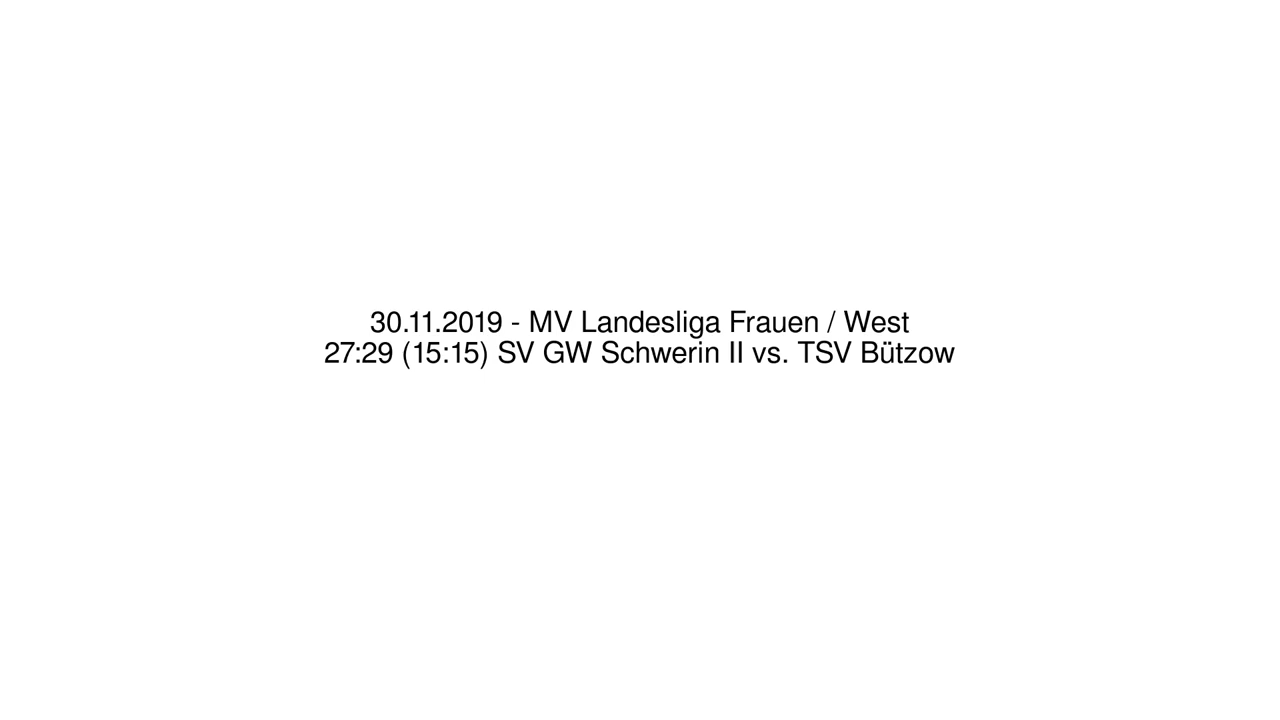 30.11.2019 - MV Landesliga Frauen / West
27:29 (15:15) SV GW Schwerin II vs. TSV Bützow